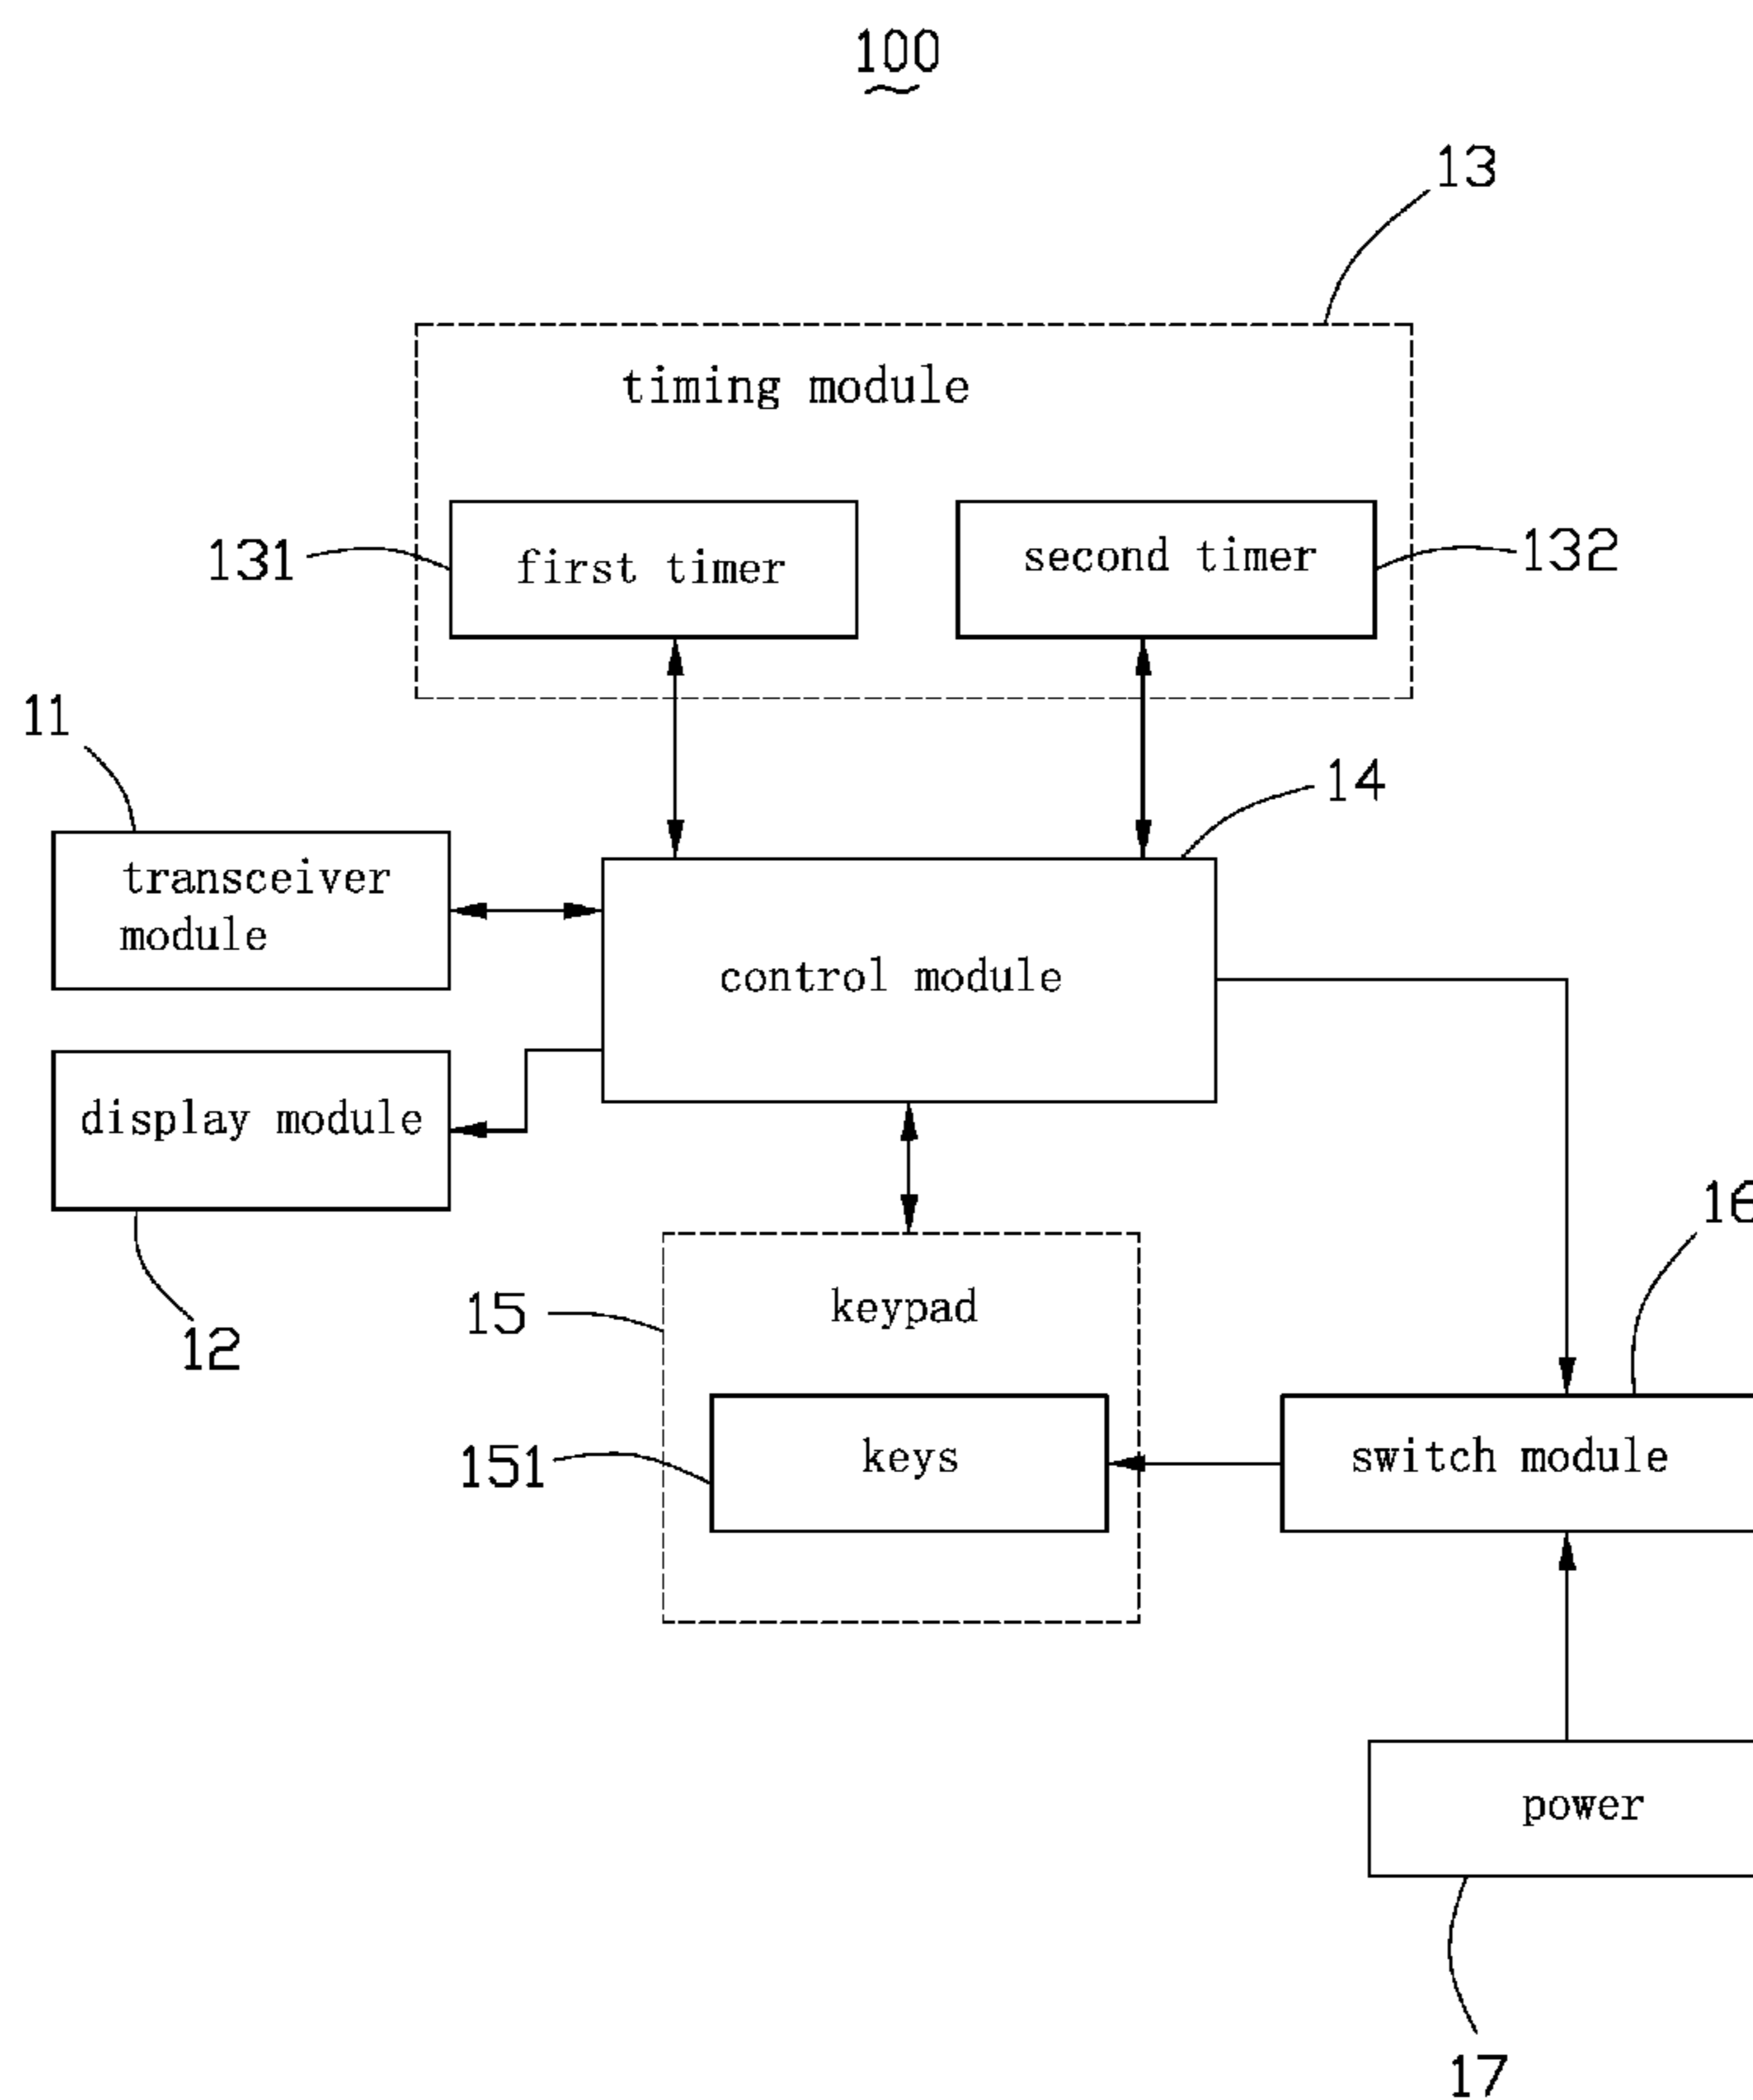 100
13
timing module
131
first timer
second timer
132
11
14
transceiver
module
control module
display module
12
16
15
keypad
151
keys
switch module
power
17